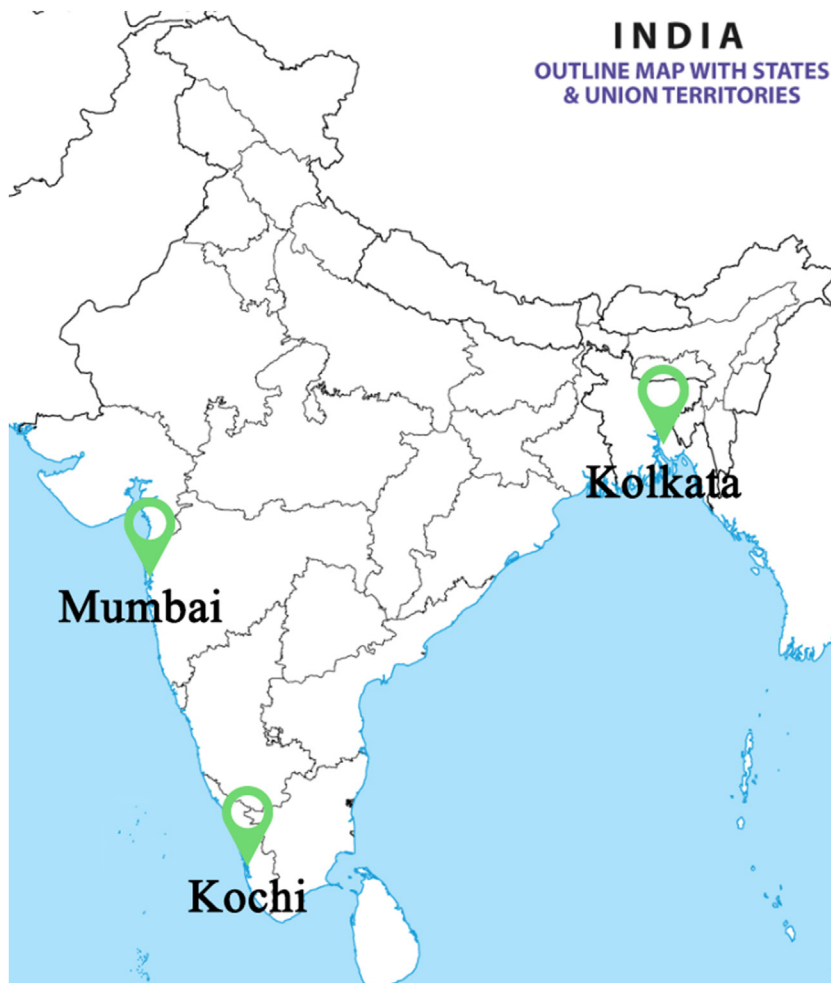 INDIA
OUTLINE MAP WITH STATES
& UNION TERRITORIES
Kolkata
Mumbai
Kochi